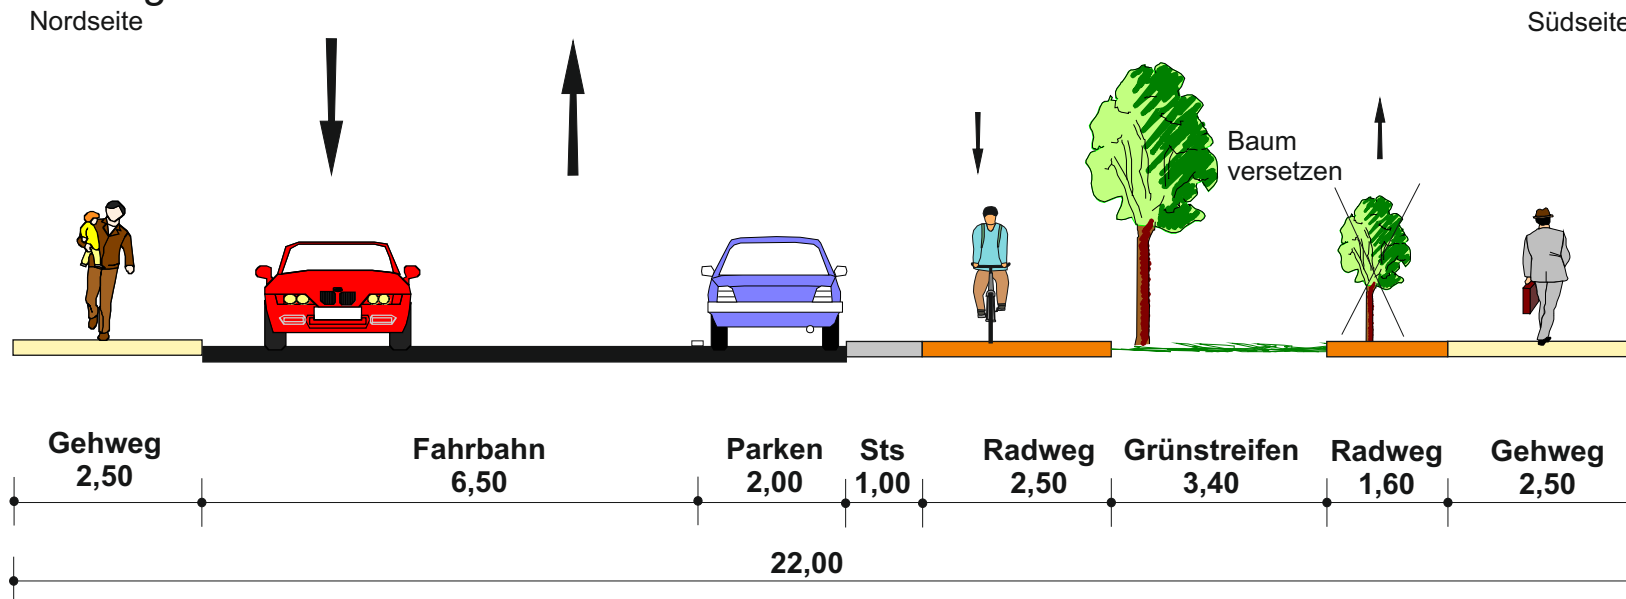 Nordseite
Südseite
Baum
versetzen
Gehweg
2,50
Fahrbahn
6,50
Parken
2,00
Sts
1,00
Radweg
2,50
Grünstreifen
3,40
Radweg
1,60
Gehweg
2,50
22,00